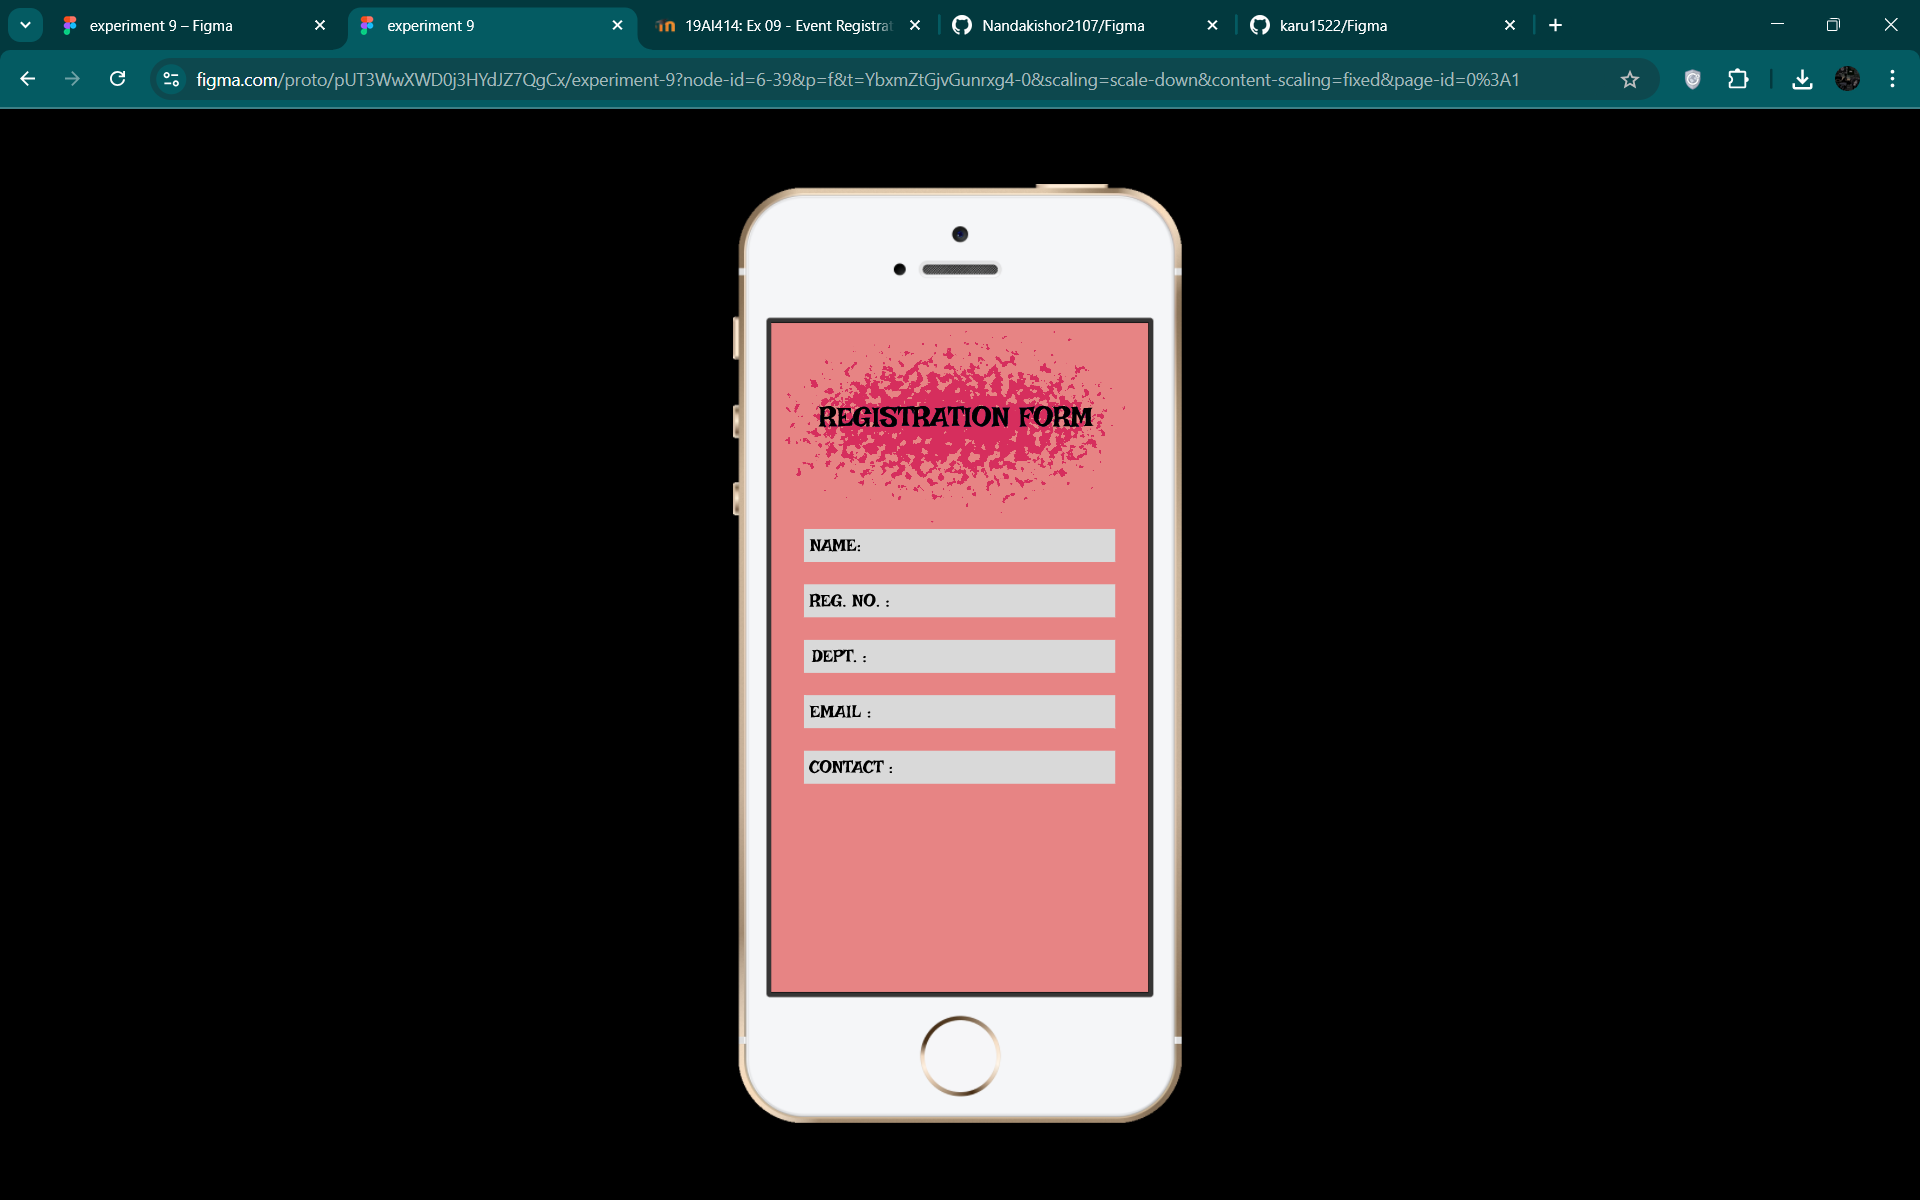 experiment 9 – Figma
experiment 9
19AI414: Ex 09 - Event Registrat
Nandakishor2107/Figma
karu1522/Figma
figma.com/proto/pUT3WwXWD0j3HYdJZ7QgCx/experiment-9?node-id=6-39&p=f&t=YbxmZtGjvGunrxg4-0&scaling=scale-down&content-scaling=fixed&page-id=0%3A1
REGISTRATION FORM
NAME:
REG. NO. :
DEPT. :
EMAIL :
CONTACT :